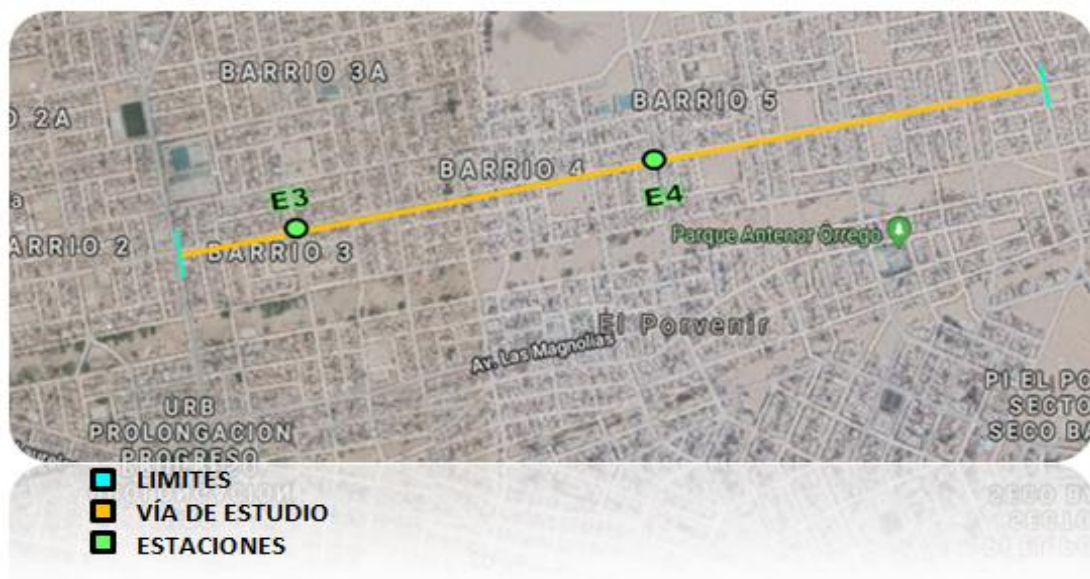 BARRIO 3A
2A
BARRIO 5
BARRIO 4
E3
E4
BARRIO 2
BARRIO 3
Parque Antenor Orrego
El Porvenir
Av. Las Magnolias
URB
PROLONGACION
PROGRESO
PI EL PO
SECTO
SECO BA
LIMITES
VÍA DE ESTUDIO
ESTACIONES